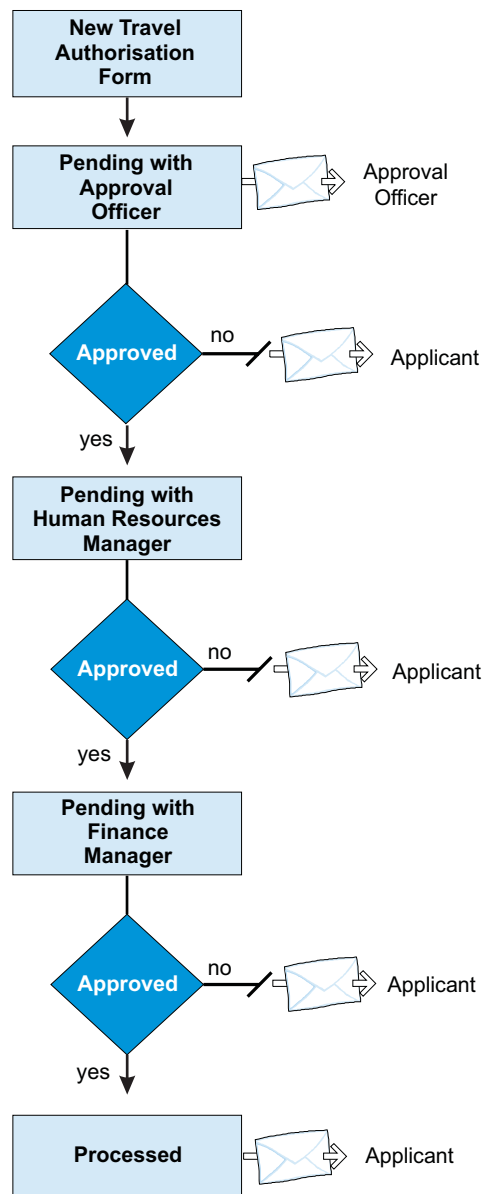 New Travel
Authorisation
Form
Pending with
Approval
Officer
Approval
Officer
Approved
no
Applicant
yes
Pending with
Human Resources
Manager
Approved
no
Applicant
yes
Pending with
Finance
Manager
Approved
no
Applicant
yes
Processed
Applicant